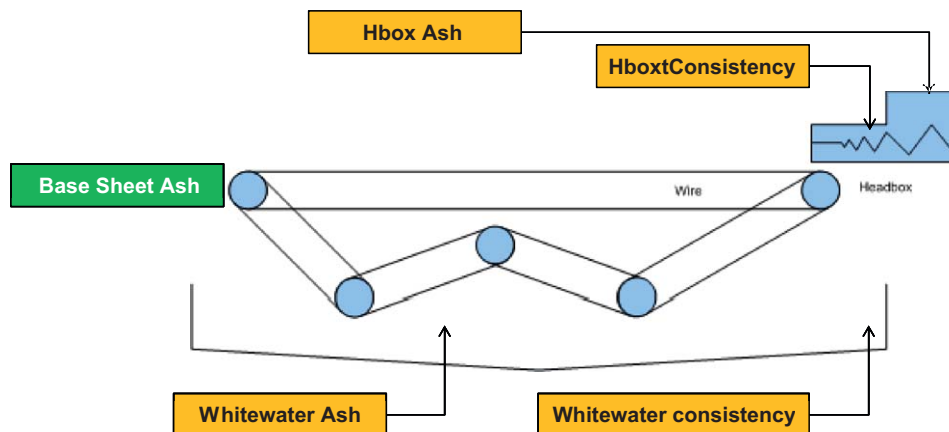 Hbox Ash
HboxtConsistency
Base Sheet Ash
Wire
Headbox
Whitewater Ash
Whitewater consistency